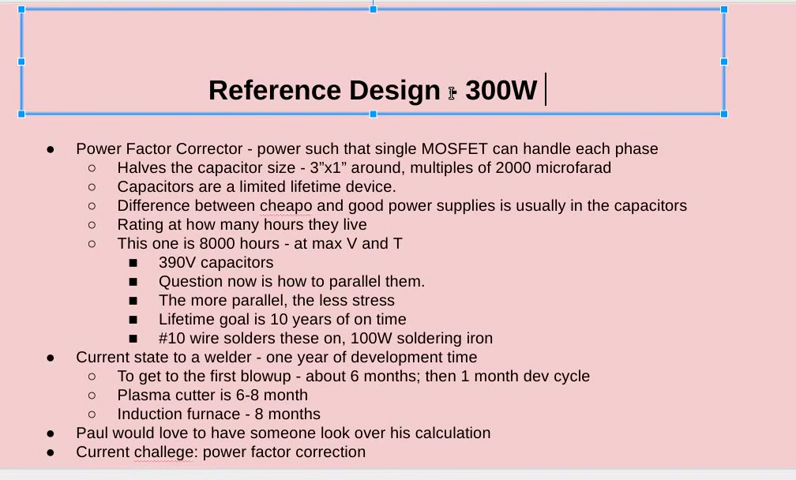 Reference Design - 300W
● Power Factor Corrector - power such that single MOSFET can handle each phase
○ Halves the capacitor size - 3”x1” around, multiples of 2000 microfarad
○ Capacitors are a limited lifetime device.
○ Difference between cheapo and good power supplies is usually in the capacitors
○ Rating at how many hours they live
○ This one is 8000 hours - at max V and T
■ 390V capacitors
■ Question now is how to parallel them.
■ The more parallel, the less stress
■ Lifetime goal is 10 years of on time
■ #10 wire solders these on, 100W soldering iron
● Current state to a welder - one year of development time
○ To get to the first blowup - about 6 months; then 1 month dev cycle
○ Plasma cutter is 6-8 month
○ Induction furnace - 8 months
● Paul would love to have someone look over his calculation
● Current challege: power factor correction